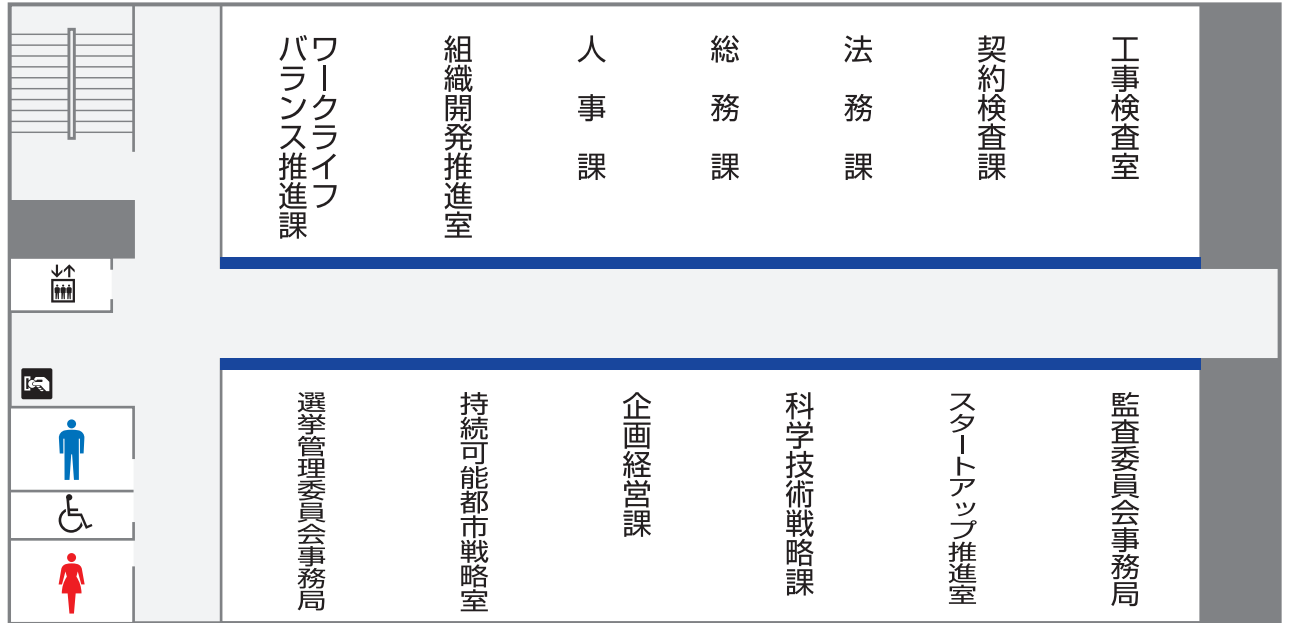 ワークライフ
バランス推進課
組織開発推進室
人事課
総務課
法務課
契約検査課
工事検査室
選挙管理委員会事務局
持続可能都市戦略室
企画経営課
科学技術戦略課
スタートアップ推進室
監査委員会事務局